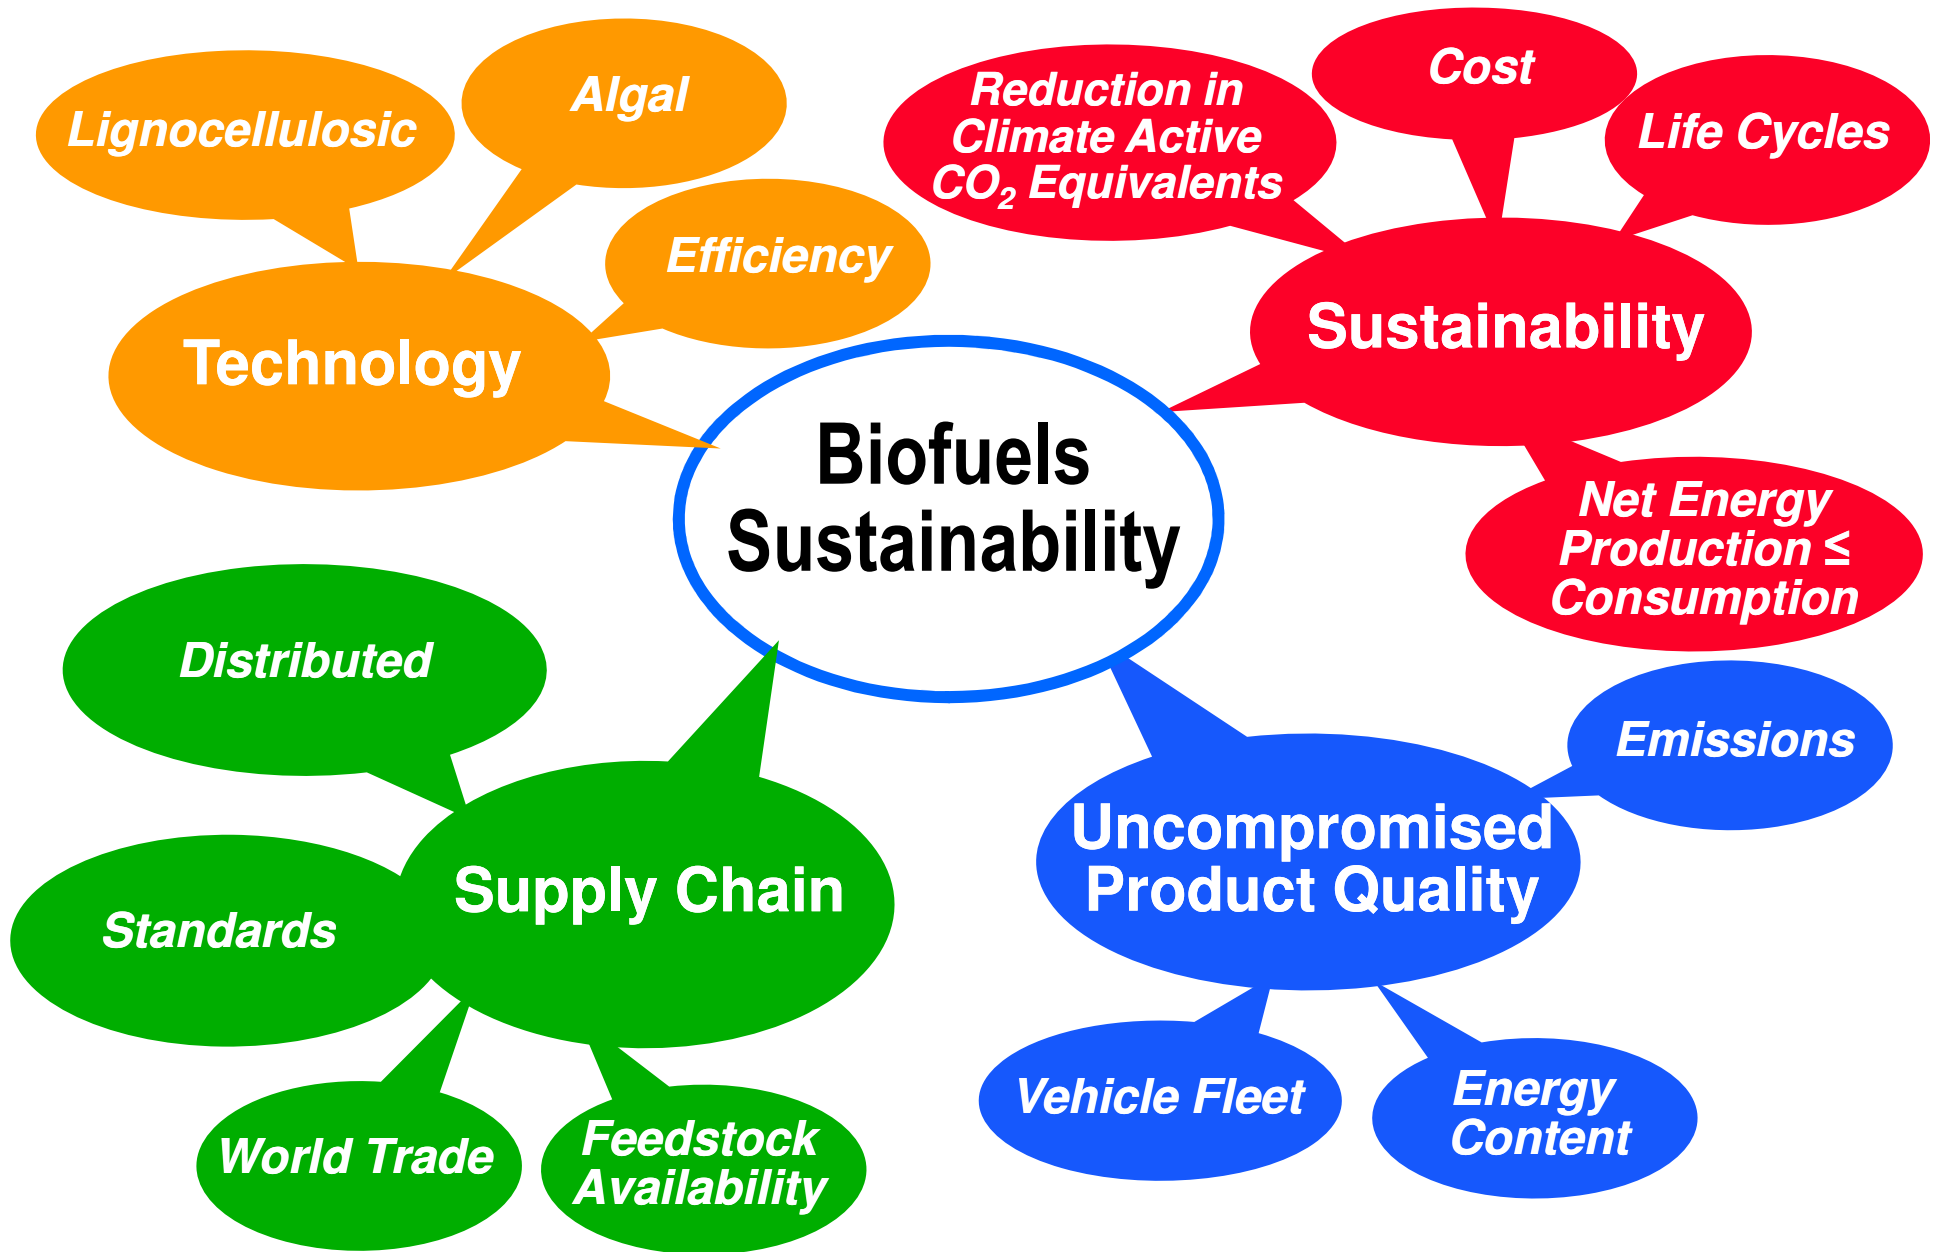 Lignocellulosic
Algal
Efficiency
Technology
Reduction in
Climate Active
CO₂ Equivalents
Cost
Life Cycles
Sustainability
Net Energy
Production ≤
Consumption
Biofuels
Sustainability
Distributed
Standards
Supply Chain
World Trade
Feedstock
Availability
Emissions
Uncompromised
Product Quality
Vehicle Fleet
Energy
Content